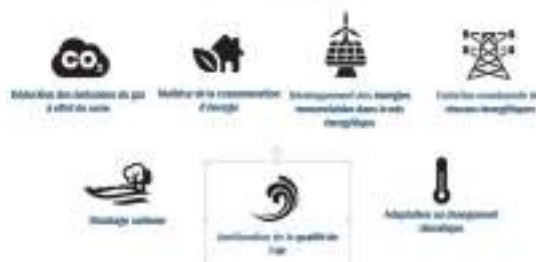 CO₂
Réduction des émissions de gaz
à effet de serre
Maîtrise de la consommation
d'énergie
Développement des énergies
renouvelables dans le mix
énergétiques
réseaux énergétiques
Stockage carbone
Amélioration de la qualité de
l'air
Adaptation au changement
climatique